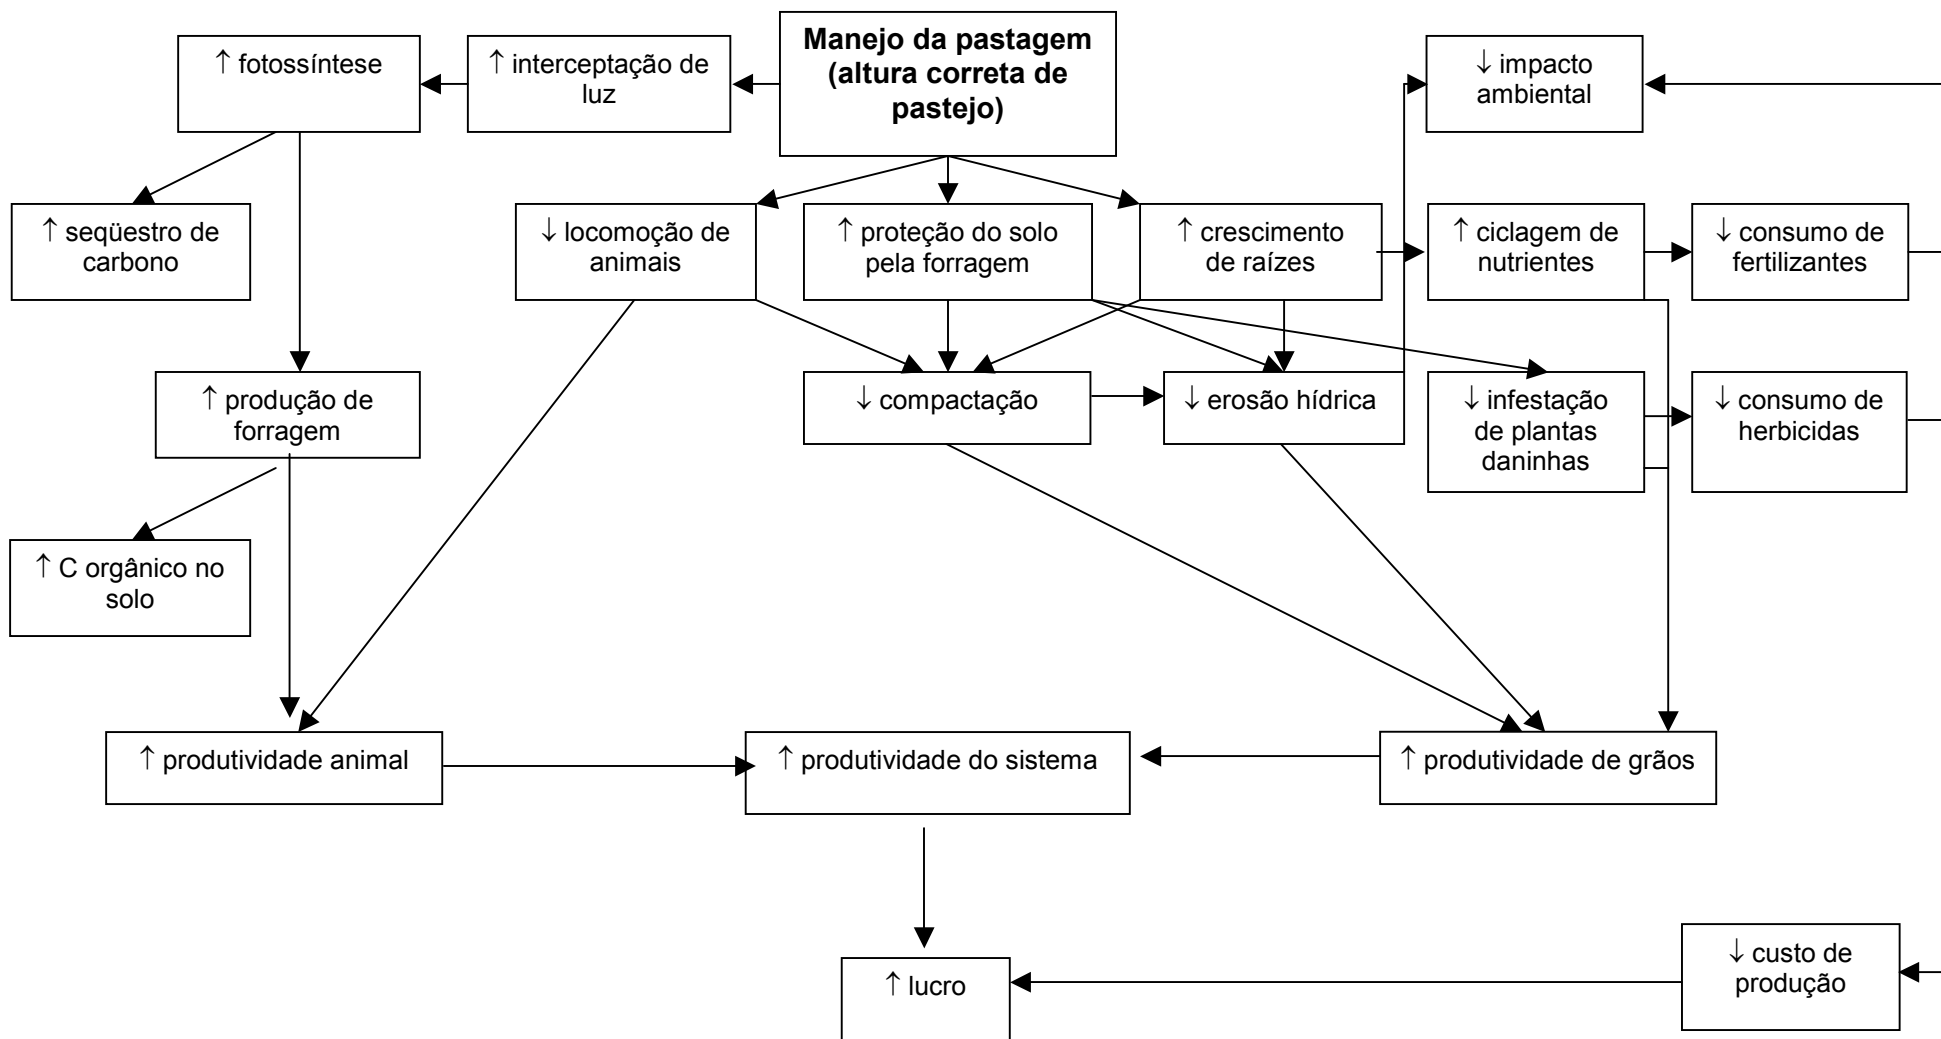 Manejo da pastagem
(altura correta de
pastejo)
↑ fotossíntese
↑ interceptação de
luz
↓ impacto
ambiental
↑ seqüestro de
carbono
↓ locomoção de
animais
↑ proteção do solo
pela forragem
↑ crescimento
de raízes
↑ ciclagem de
nutrientes
↓ consumo de
fertilizantes
↑ produção de
forragem
↓ compactação
↓ erosão hídrica
↓ infestação
de plantas
daninhas
↓ consumo de
herbicidas
↑ C orgânico no
solo
↑ produtividade animal
↑ produtividade do sistema
↑ produtividade de grãos
↑ lucro
↓ custo de
produção